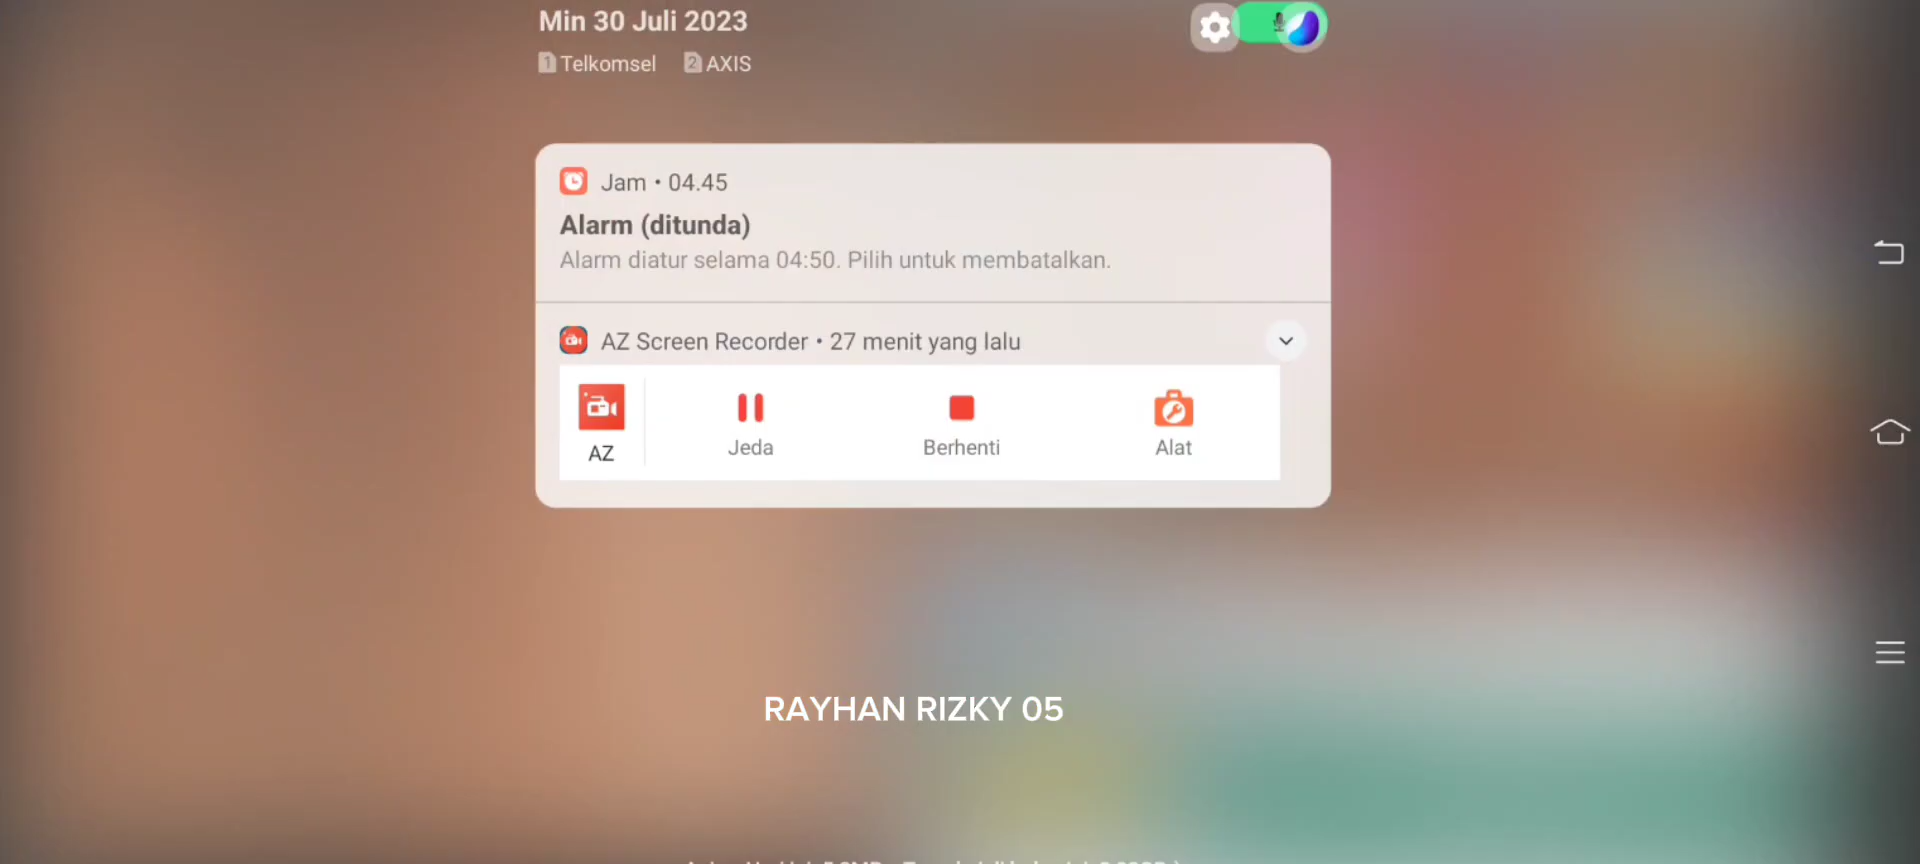 Min 30 Juli 2023
1 Telkomsel 2 AXIS
Jam • 04.45
Alarm (ditunda)
Alarm diatur selama 04:50. Pilih untuk membatalkan.
AZ Screen Recorder • 27 menit yang lalu
AZ
Jeda
Berhenti
Alat
RAYHAN RIZKY 05